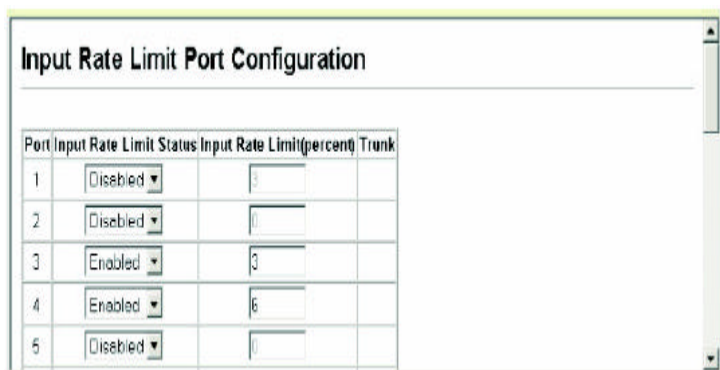 Input Rate Limit Port Configuration
Port Input Rate Limit Status Input Rate Limit(percent) Trunk
1 Disabled 3
2 Disabled 0
3 Enabled 3
4 Enabled 6
5 Disabled 0